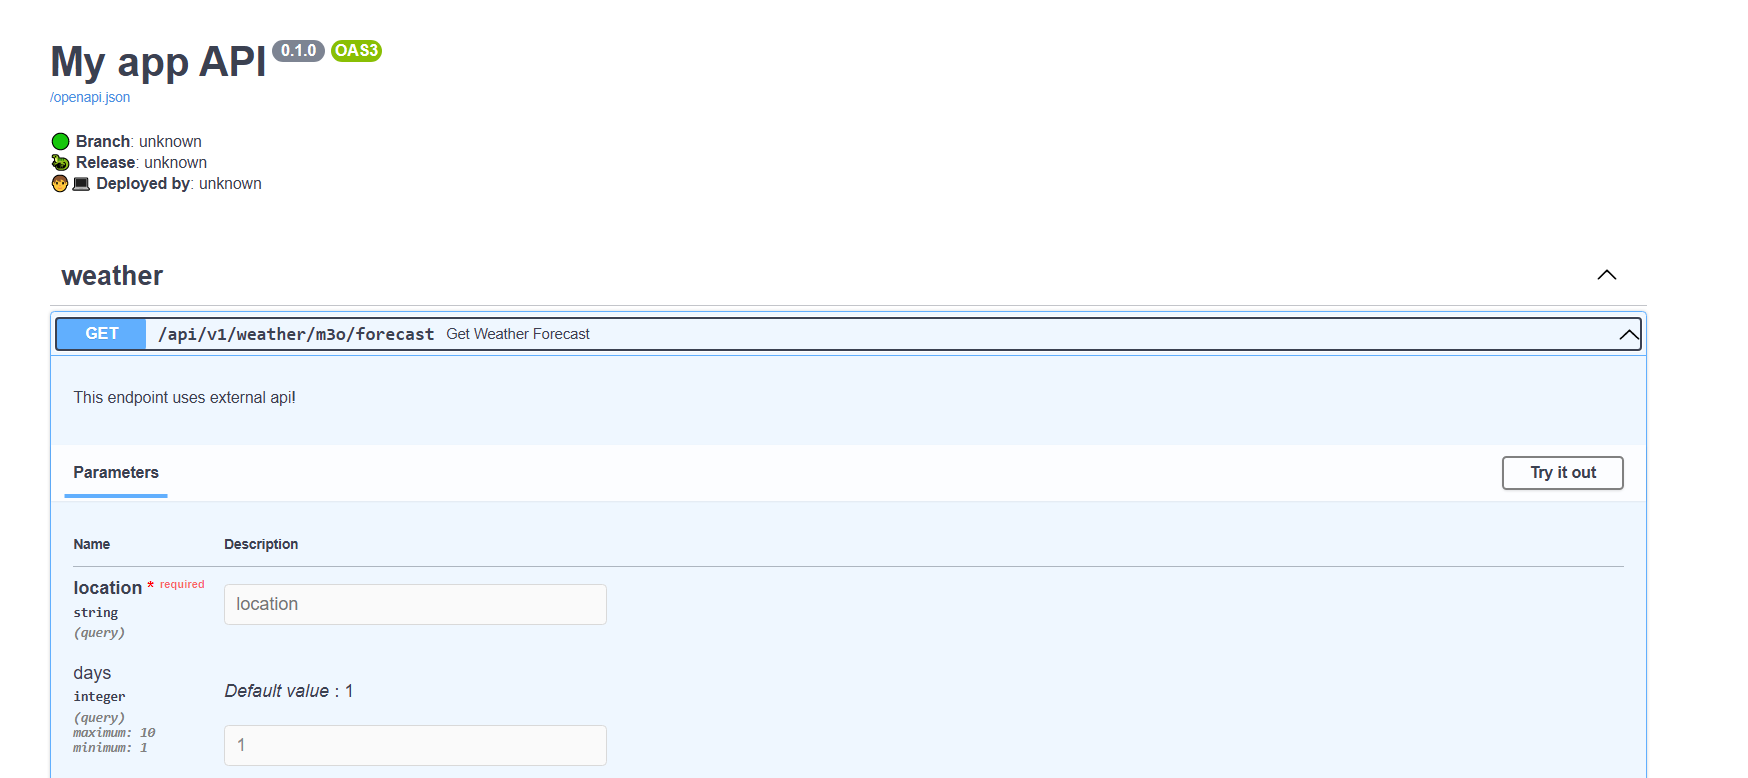 My app API 0.1.0 OAS3
/openapi.json
Branch: unknown
Release: unknown
Deployed by: unknown
weather
GET /api/v1/weather/m3o/forecast Get Weather Forecast
This endpoint uses external api!
Parameters Try it out
Name Description
location * required
string
(query)
location
days
integer
(query)
maximum: 10
minimum: 1
Default value : 1
1